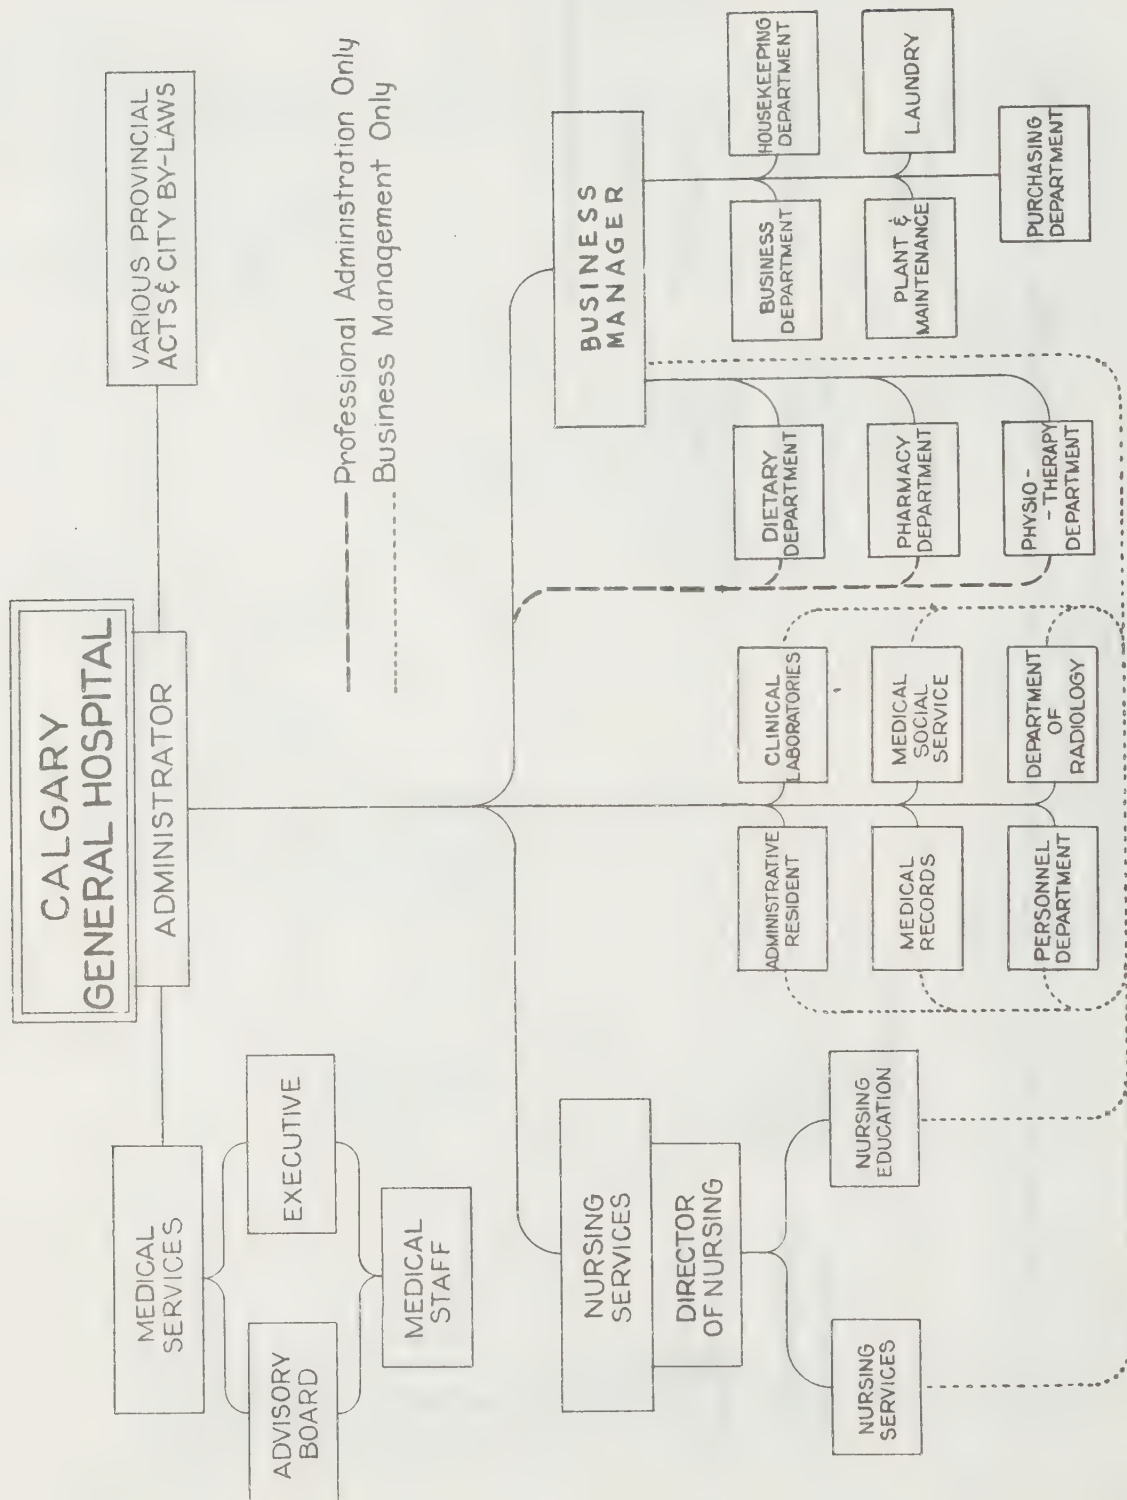 CALGARY
GENERAL HOSPITAL
ADMINISTRATOR
MEDICAL
SERVICES
VARIOUS PROVINCIAL
ACTS & CITY BY-LAWS
ADVISORY
BOARD
EXECUTIVE
MEDICAL
STAFF
Professional Administration Only
Business Management Only
NURSING
SERVICES
DIRECTOR
OF NURSING
NURSING
SERVICES
NURSING
EDUCATION
BUSINESS
MANAGER
ADMINISTRATIVE
RESIDENT
CLINICAL
LABORATORIES
MEDICAL
RECORDS
MEDICAL
SOCIAL
SERVICE
PERSONNEL
DEPARTMENT
DEPARTMENT
OF
RADIOLOGY
DIETARY
DEPARTMENT
PHARMACY
DEPARTMENT
PHYSIO -
- THERAPY
DEPARTMENT
BUSINESS
DEPARTMENT
HOUSEKEEPING
DEPARTMENT
PLANT &
MAINTENANCE
LAUNDRY
PURCHASING
DEPARTMENT